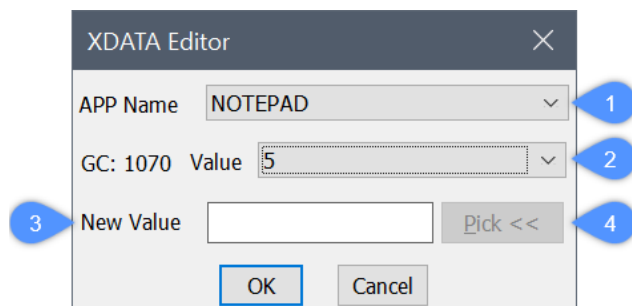 XDATA Editor
APP Name NOTEPAD 1
GC: 1070 Value 5 2
3 New Value Pick << 4
OK Cancel